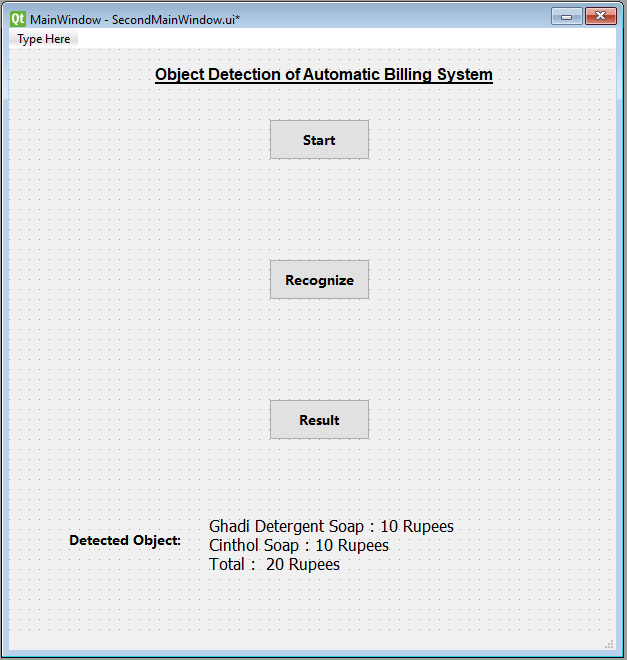 Qt MainWindow - SecondMainWindow.ui*
Type Here
Object Detection of Automatic Billing System
Start
Recognize
Result
Detected Object:
Ghadi Detergent Soap : 10 Rupees
Cinthol Soap : 10 Rupees
Total :  20 Rupees